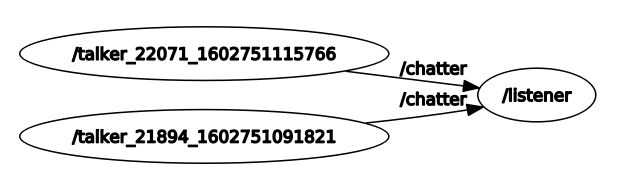 /talker_22071_1602751115766
/chatter
/chatter
/listener
/talker_21894_1602751091821